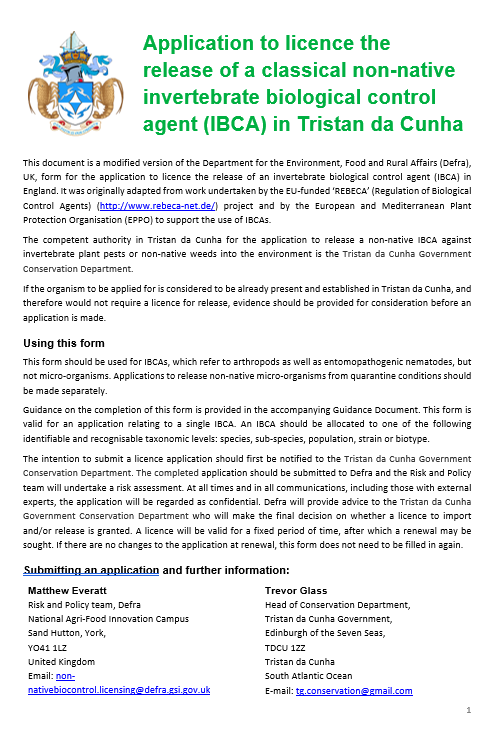 Application to licence the
release of a classical non-native
invertebrate biological control
agent (IBCA) in Tristan da Cunha
This document is a modified version of the Department for the Environment, Food and Rural Affairs (Defra),
UK, form for the application to licence the release of an invertebrate biological control agent (IBCA) in
England. It was originally adapted from work undertaken by the EU-funded ‘REBECA’ (Regulation of Biological
Control Agents) (http://www.rebeca-net.de/) project and by the European and Mediterranean Plant
Protection Organisation (EPPO) to support the use of IBCAs.
The competent authority in Tristan da Cunha for the application to release a non-native IBCA against
invertebrate plant pests or non-native weeds into the environment is the Tristan da Cunha Government
Conservation Department.
If the organism to be applied for is considered to be already present and established in Tristan da Cunha, and
therefore would not require a licence for release, evidence should be provided for consideration before an
application is made.
Using this form
This form should be used for IBCAs, which refer to arthropods as well as entomopathogenic nematodes, but
not micro-organisms. Applications to release non-native micro-organisms from quarantine conditions should
be made separately.
Guidance on the completion of this form is provided in the accompanying Guidance Document. This form is
valid for an application relating to a single IBCA. An IBCA should be allocated to one of the following
identifiable and recognisable taxonomic levels: species, sub-species, population, strain or biotype.
The intention to submit a licence application should first be notified to the Tristan da Cunha Government
Conservation Department. The completed application should be submitted to Defra and the Risk and Policy
team will undertake a risk assessment. At all times and in all communications, including those with external
experts, the application will be regarded as confidential. Defra will provide advice to the Tristan da Cunha
Government Conservation Department who will make the final decision on whether a licence to import
and/or release is granted. A licence will be valid for a fixed period of time, after which a renewal may be
sought. If there are no changes to the application at renewal, this form does not need to be filled in again.
Submitting an application and further information:
Matthew Everatt
Risk and Policy team, Defra
National Agri-Food Innovation Campus
Sand Hutton, York,
YO41 1LZ
United Kingdom
Email: non-
nativebiocontrol.licensing@defra.gsi.gov.uk
Trevor Glass
Head of Conservation Department,
Tristan da Cunha Government,
Edinburgh of the Seven Seas,
TDCU 1ZZ
Tristan da Cunha
South Atlantic Ocean
E-mail: tg.conservation@gmail.com
1